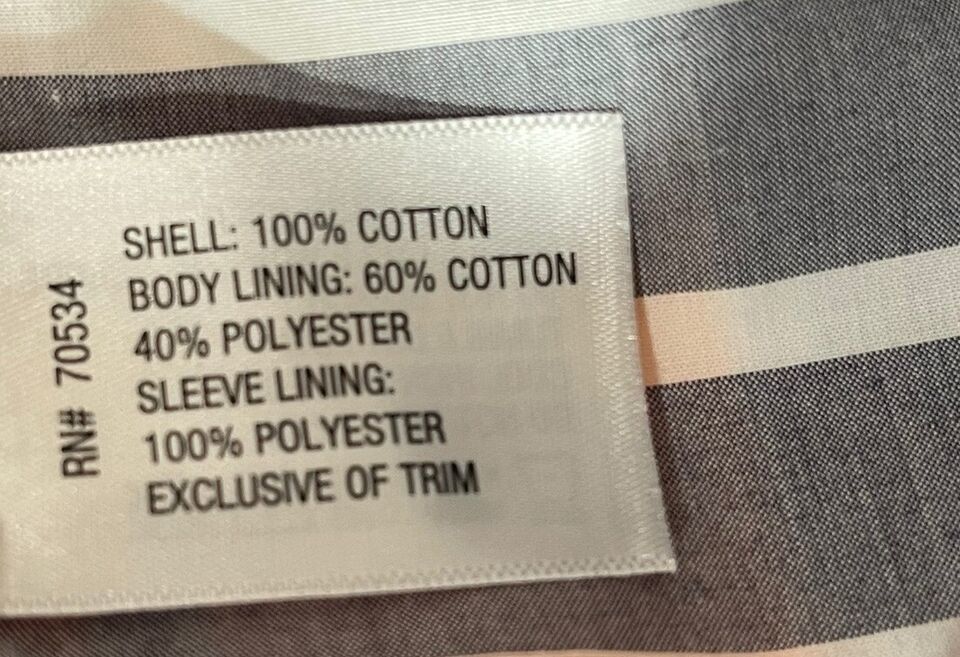 SHELL: 100% COTTON
BODY LINING: 60% COTTON
40% POLYESTER
SLEEVE LINING:
100% POLYESTER
EXCLUSIVE OF TRIM
RN# 70534